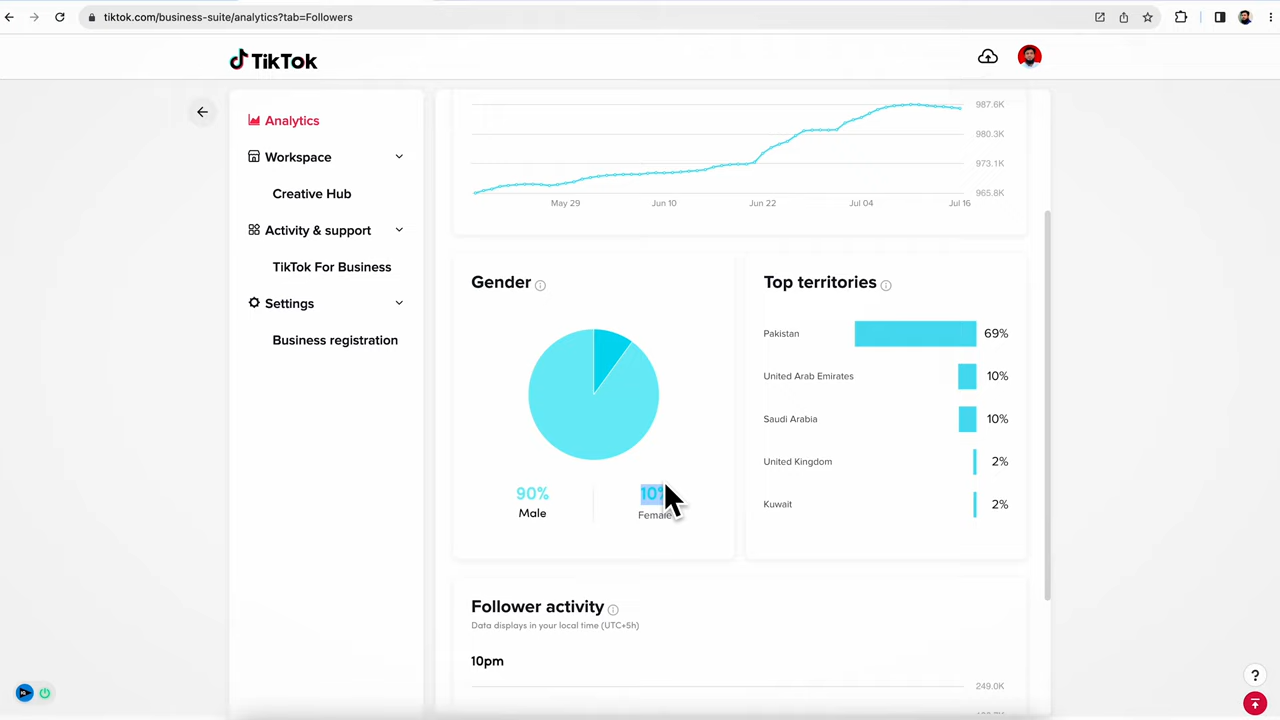 tiktok.com/business-suite/analytics?tab=Followers
TikTok
Analytics
Workspace
Creative Hub
Activity & support
TikTok For Business
Settings
Business registration
987.6K
980.3K
973.1K
965.8K
May 29
Jun 10
Jun 22
Jul 04
Jul 16
Gender
90%
Male
10%
Female
Top territories
Pakistan 69%
United Arab Emirates 10%
Saudi Arabia 10%
United Kingdom 2%
Kuwait 2%
Follower activity
Data displays in your local time (UTC+5h)
10pm
249.0K
?